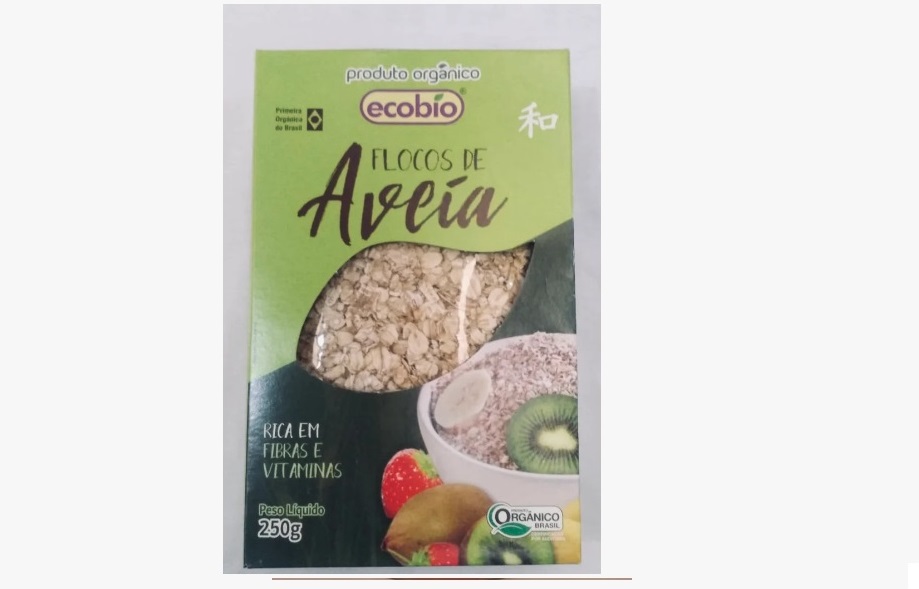 produto orgânico
ecobio®
Primeira
Orgânica
do Brasil
和
FLOCOS DE
Aveia
RICA EM
FIBRAS E
VITAMINAS
Peso Líquido
250g
PRODUTO
ORGÂNICO
BRASIL